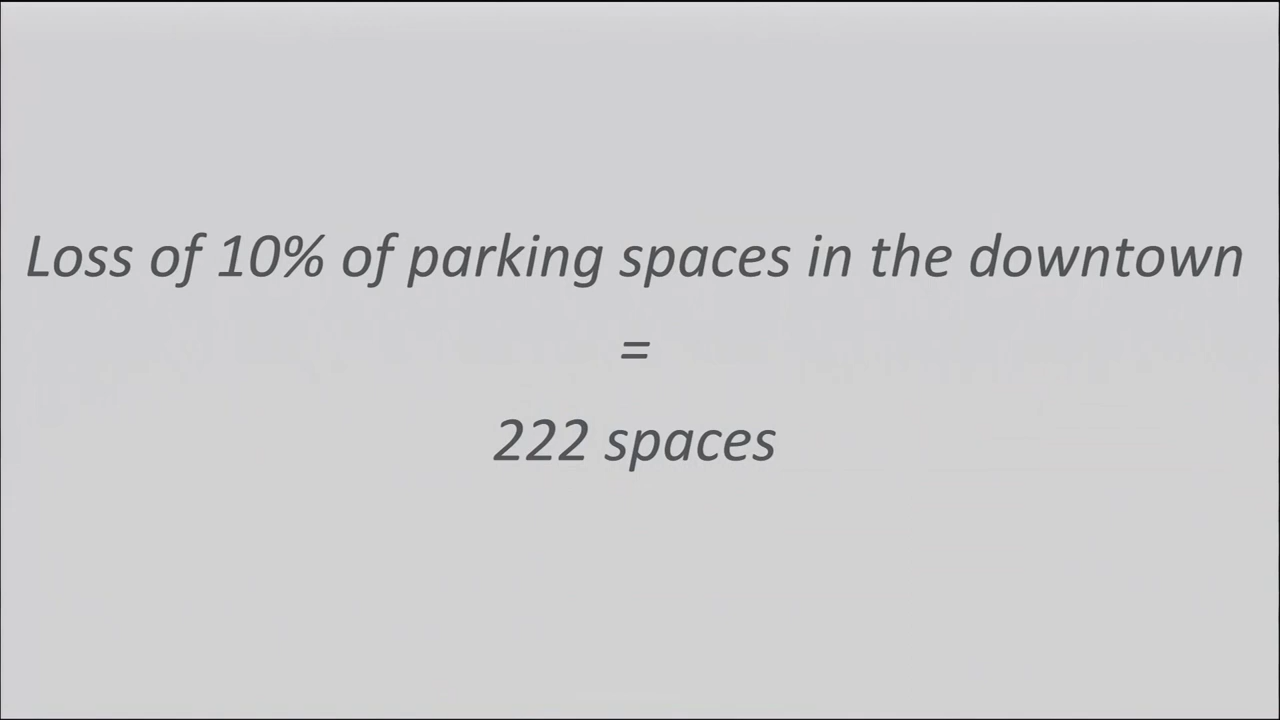 Loss of 10% of parking spaces in the downtown
=
222 spaces